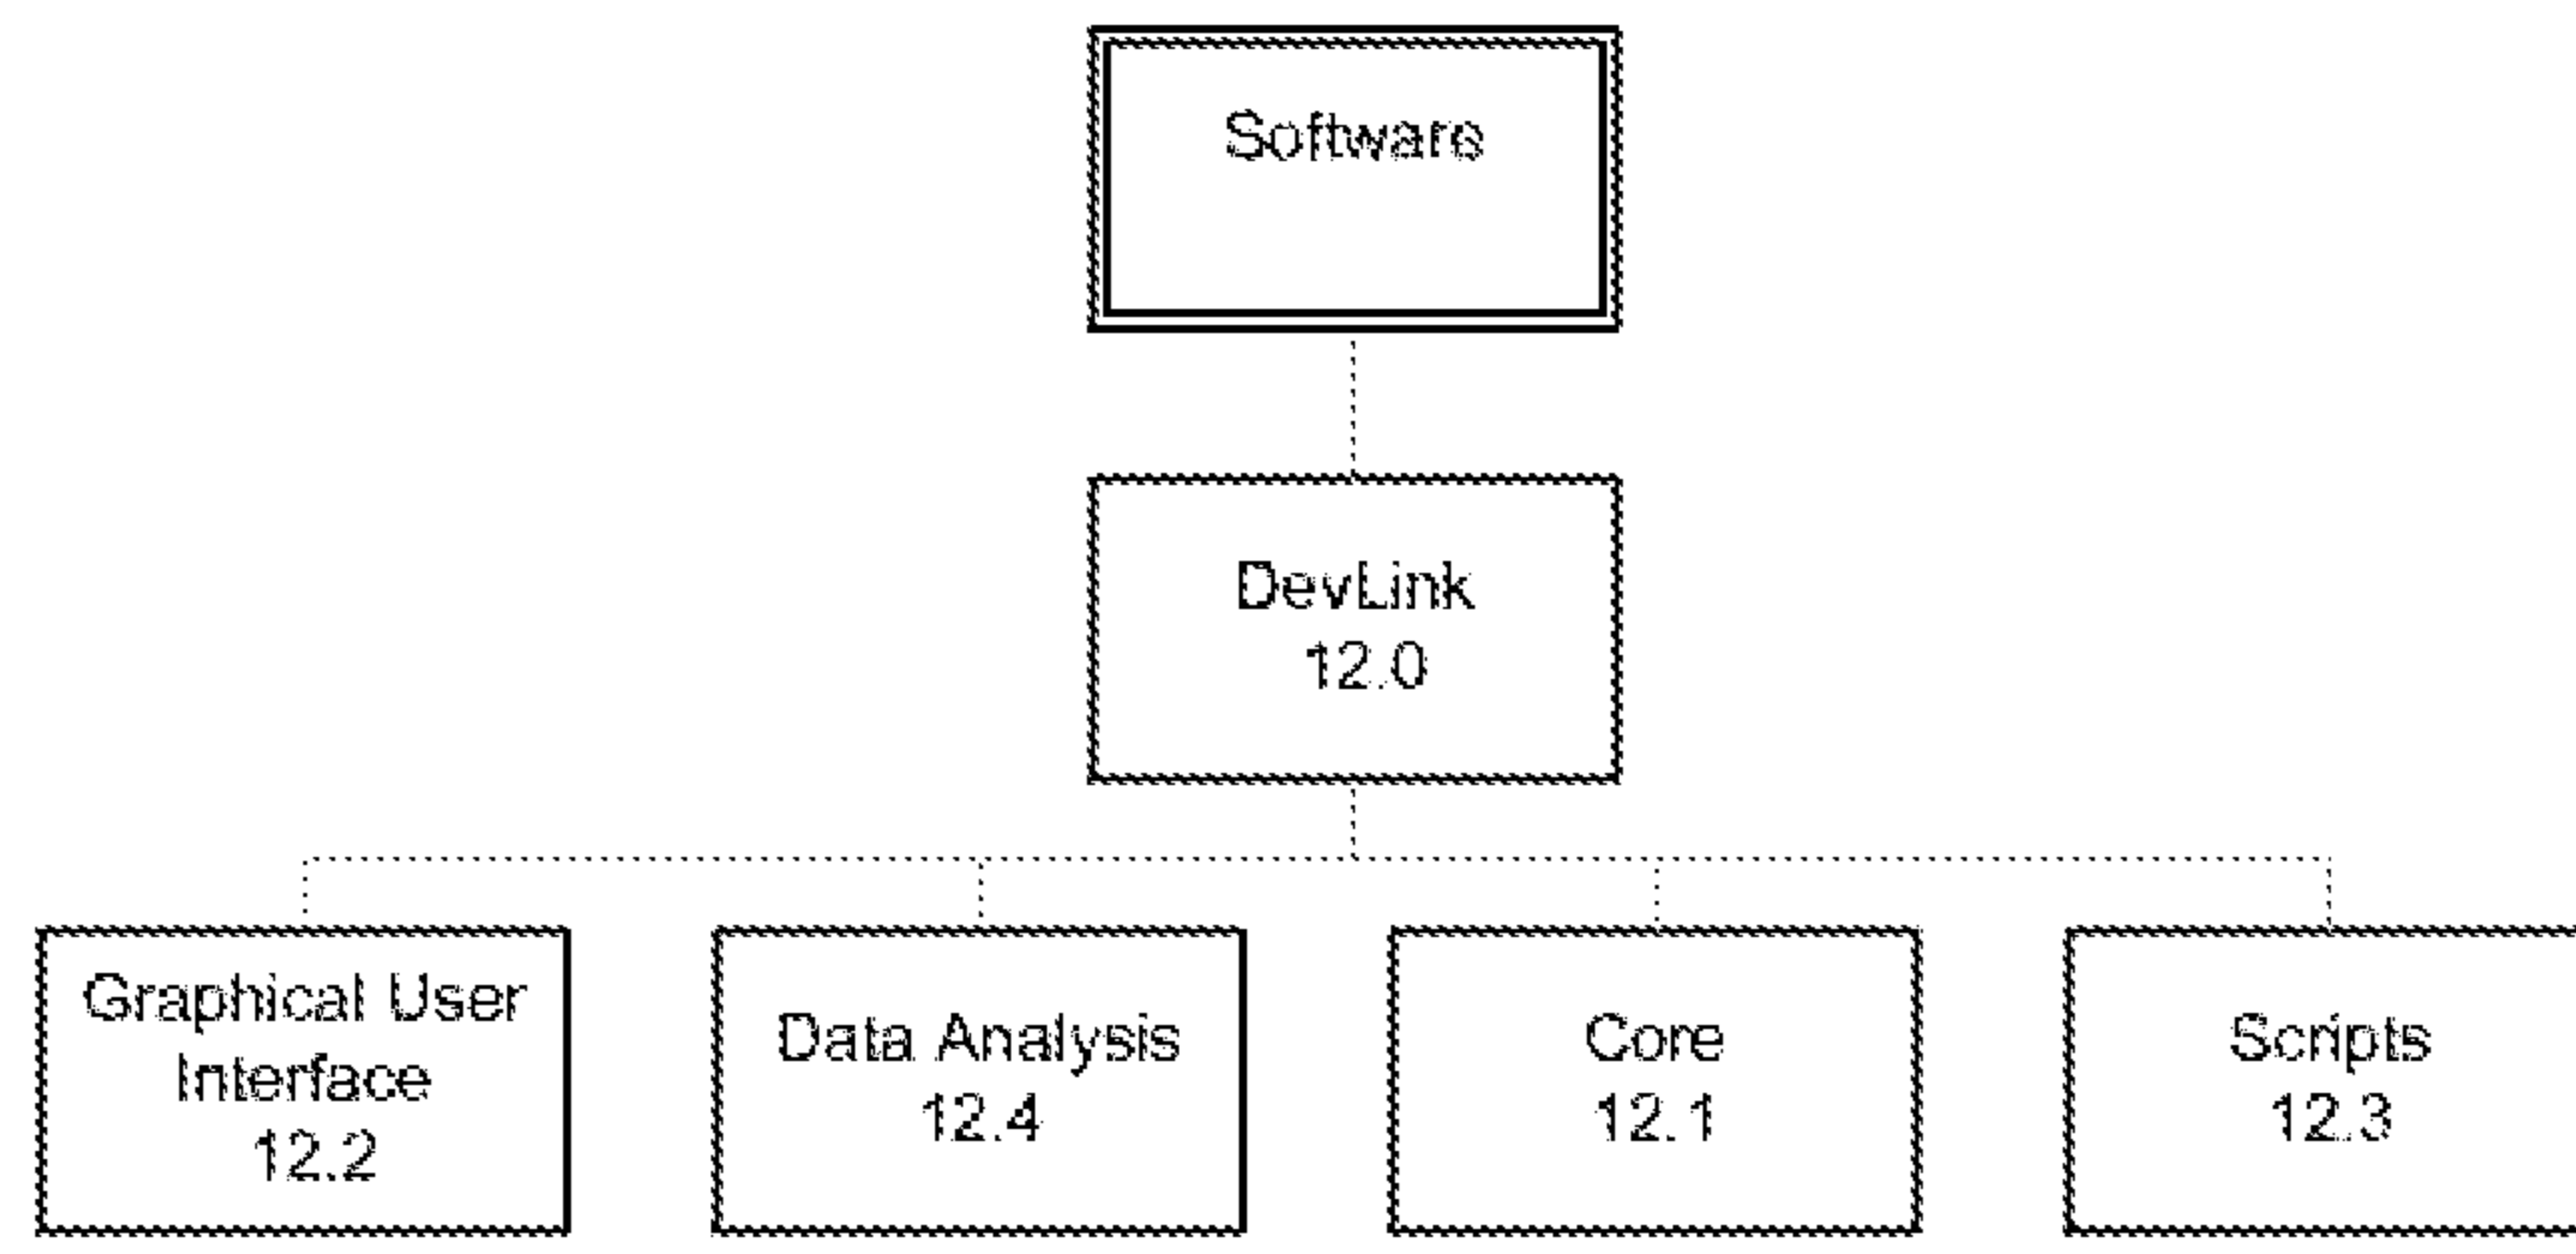 Software
DevLink
12.0
Graphical User
Interface
12.2
Data Analysis
12.4
Core
12.1
Scripts
12.3